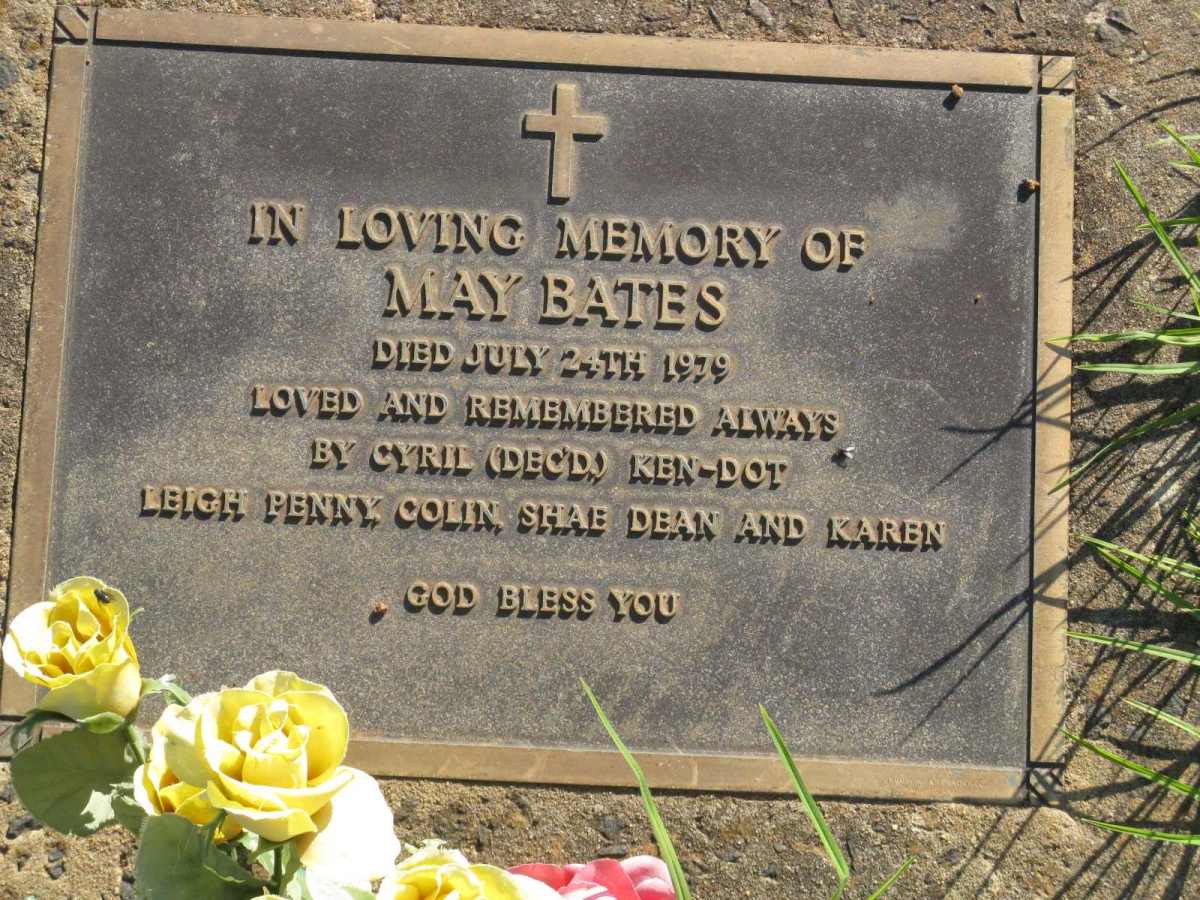 IN LOVING MEMORY OF
MAY BATES
DIED JULY 24TH 1979
LOVED AND REMEMBERED ALWAYS
BY CYRIL (DEC'D,) KEN-DOT
LEIGH PENNY, COLIN, SHAE DEAN AND KAREN
GOD BLESS YOU